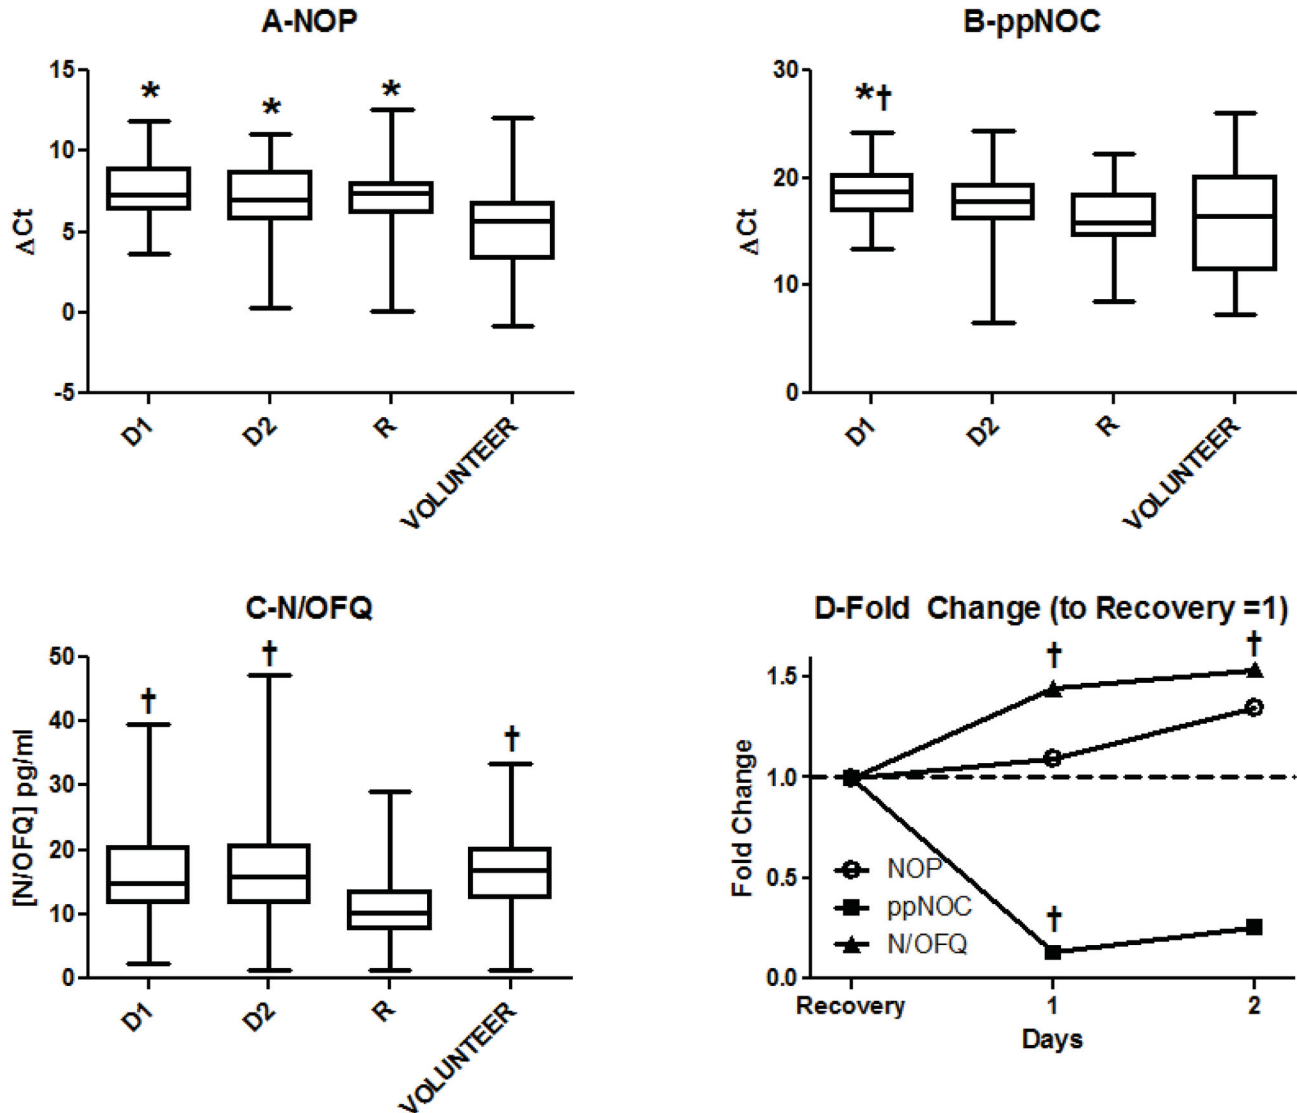 A-NOP
ΔCt
15
10
5
0
-5
*
*
*
D1
D2
R
VOLUNTEER
B-ppNOC
ΔCt
30
20
10
0
*†
D1
D2
R
VOLUNTEER
C-N/OFQ
[N/OFQ] pg/ml
50
40
30
20
10
0
†
†
†
D1
D2
R
VOLUNTEER
D-Fold Change (to Recovery =1)
Fold Change
1.5
1.0
0.5
0.0
†
†
†
NOP
ppNOC
N/OFQ
Recovery
1
2
Days